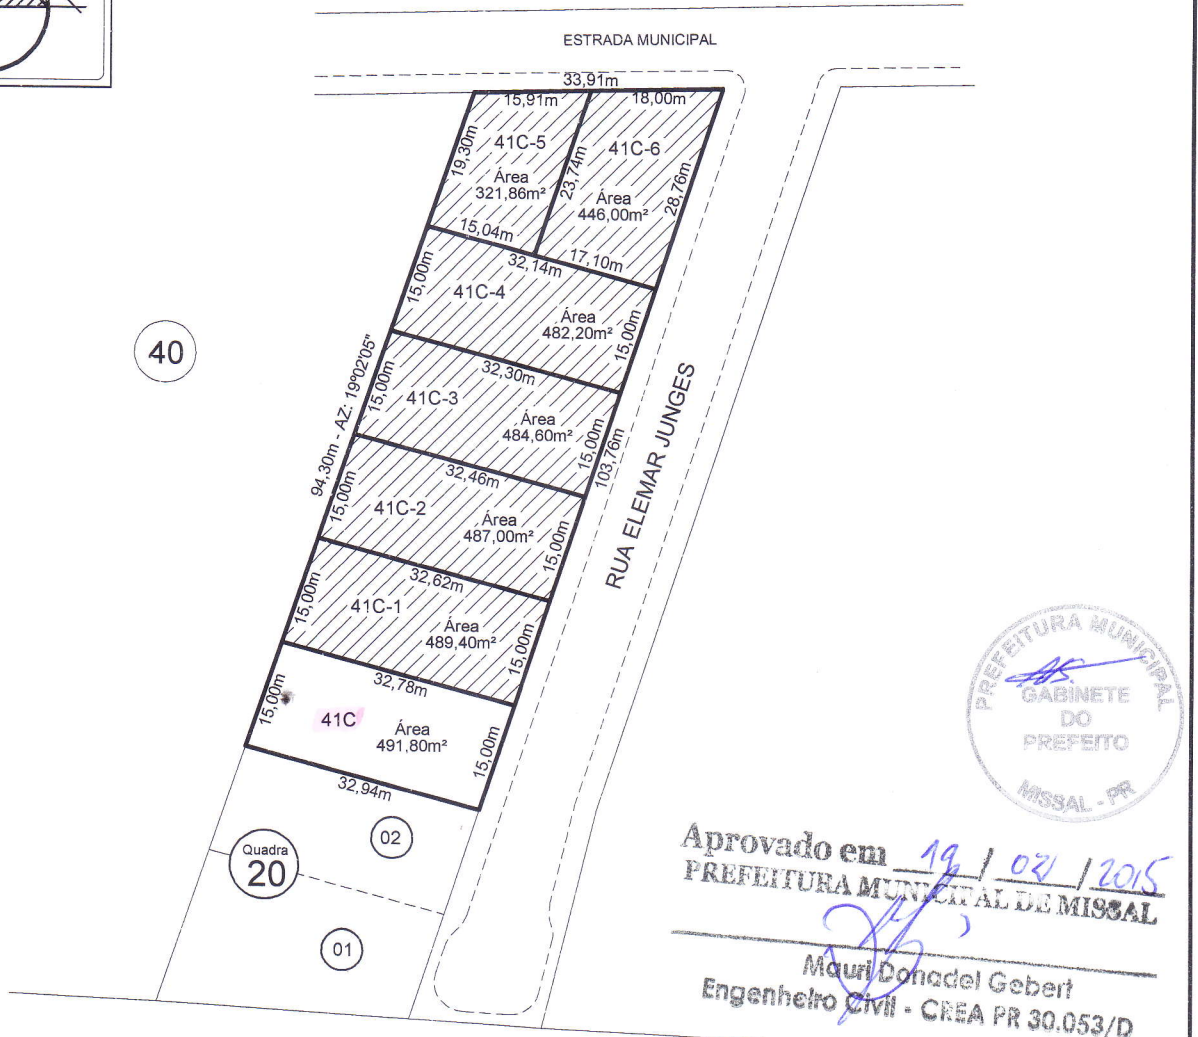 ESTRADA MUNICIPAL
33,91m
15,91m
18,00m
19,30m
41C-5
Área
321,86m²
23,74m
41C-6
Área
446,00m²
28,76m
15,04m
17,10m
32,14m
15,00m
41C-4
Área
482,20m²
15,00m
40
94,30m - AZ: 19º02'05"
32,30m
15,00m
41C-3
Área
484,60m²
15,00m
103,76m
RUA ELEMAR JUNGES
32,46m
15,00m
41C-2
Área
487,00m²
15,00m
32,62m
15,00m
41C-1
Área
489,40m²
15,00m
32,78m
15,00m
41C
Área
491,80m²
15,00m
32,94m
02
Quadra
20
01
PREFEITURA MUNICIPAL
GABINETE
DO
PREFEITO
MISSAL - PR
Aprovado em 19 / 02 / 2015
PREFEITURA MUNICIPAL DE MISSAL
Mauri Donadel Gebert
Engenheiro Civil - CREA PR 30.053/D